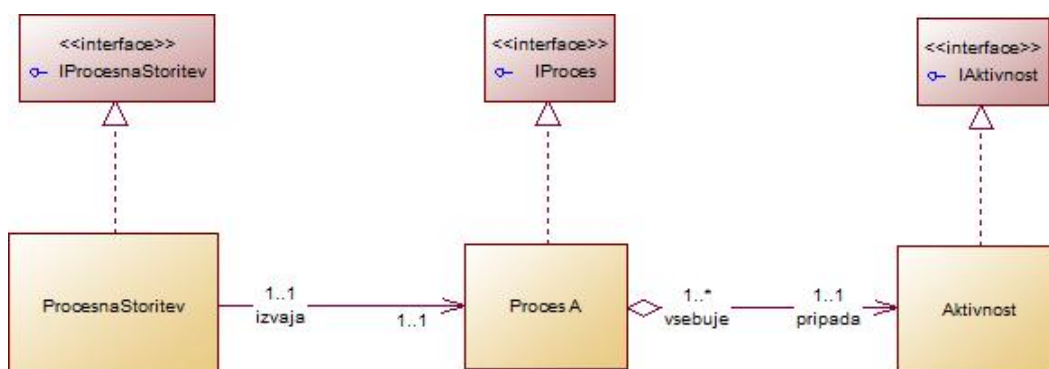 <<interface>>
IProcesnaStoritev
<<interface>>
IProces
<<interface>>
IAktivnost
ProcesnaStoritev
1..1
izvaja
1..1
Proces A
1..*
vsebuje
1..1
pripada
Aktivnost